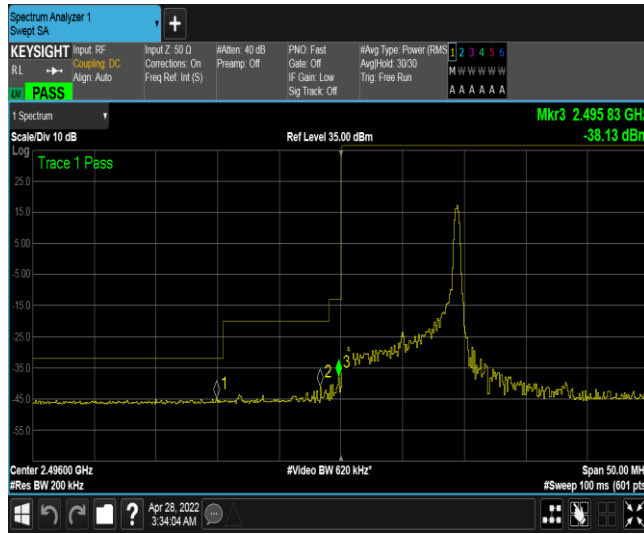 Spectrum Analyzer 1
Swept SA
KEYSIGHT Input: RF Input Z: 50 Ω #Atten: 40 dB PNO: Fast #Avg Type: Power (RMS 1 2 3 4 5 6
RL Coupling: DC Corrections: On Preamp: Off Gate: Off Avg|Hold: 30/30 M W W W W W
Align: Auto Freq Ref: Int (S) IF Gain: Low Trig: Free Run
LXI PASS Sig Track: Off A A A A A A
1 Spectrum Mkr3 2.495 83 GHz
Scale/Div 10 dB Ref Level 35.00 dBm -38.13 dBm
Log
Trace 1 Pass
25.0
15.0
5.00
-5.00
-15.0
-25.0
-35.0
-45.0
-55.0
1
2
3
Center 2.49600 GHz #Video BW 620 kHz* Span 50.00 MH
#Res BW 200 kHz #Sweep 100 ms (601 pts
? Apr 28, 2022
3:34:04 AM